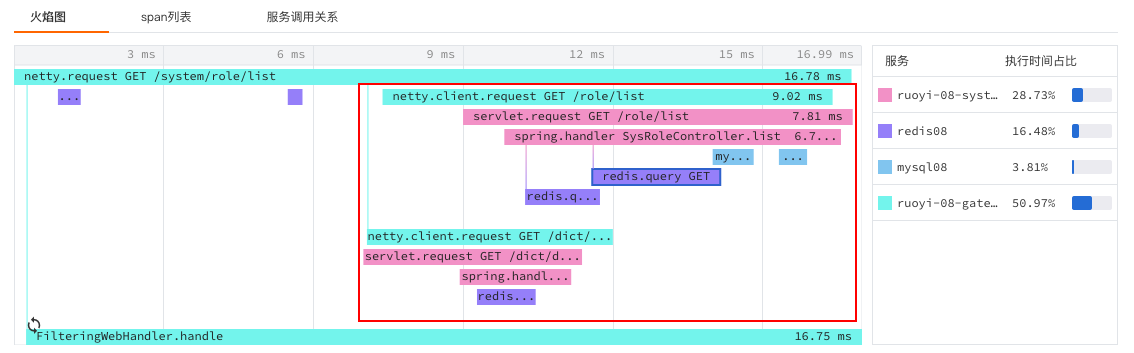 火焰图 span列表 服务调用关系
3 ms 6 ms 9 ms 12 ms 15 ms 16.99 ms
netty.request GET /system/role/list 16.78 ms
...
netty.client.request GET /role/list 9.02 ms
servlet.request GET /role/list 7.81 ms
spring.handler SysRoleController.list 6.7...
my... ...
redis.query GET
redis.q...
netty.client.request GET /dict/...
servlet.request GET /dict/d...
spring.handl...
redis...
FilteringWebHandler.handle 16.75 ms
服务 执行时间占比
ruoyi-08-syst... 28.73%
redis08 16.48%
mysql08 3.81%
ruoyi-08-gate... 50.97%